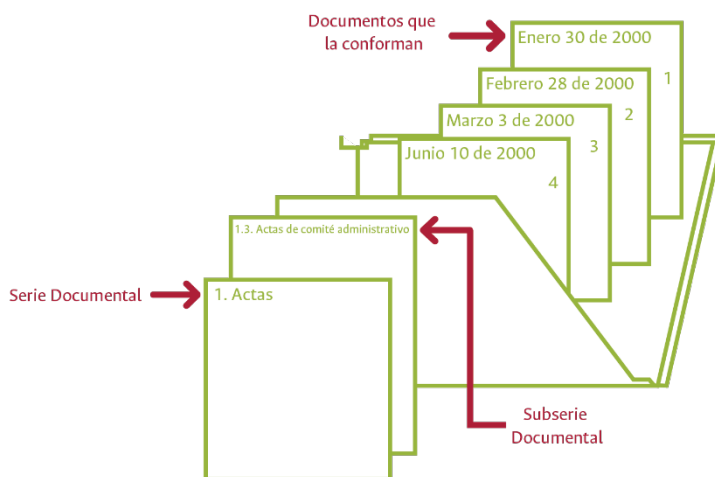 Documentos que
la conforman
Enero 30 de 2000
1
Febrero 28 de 2000
2
Marzo 3 de 2000
3
Junio 10 de 2000
4
1.3. Actas de comité administrativo
Serie Documental
1. Actas
Subserie
Documental